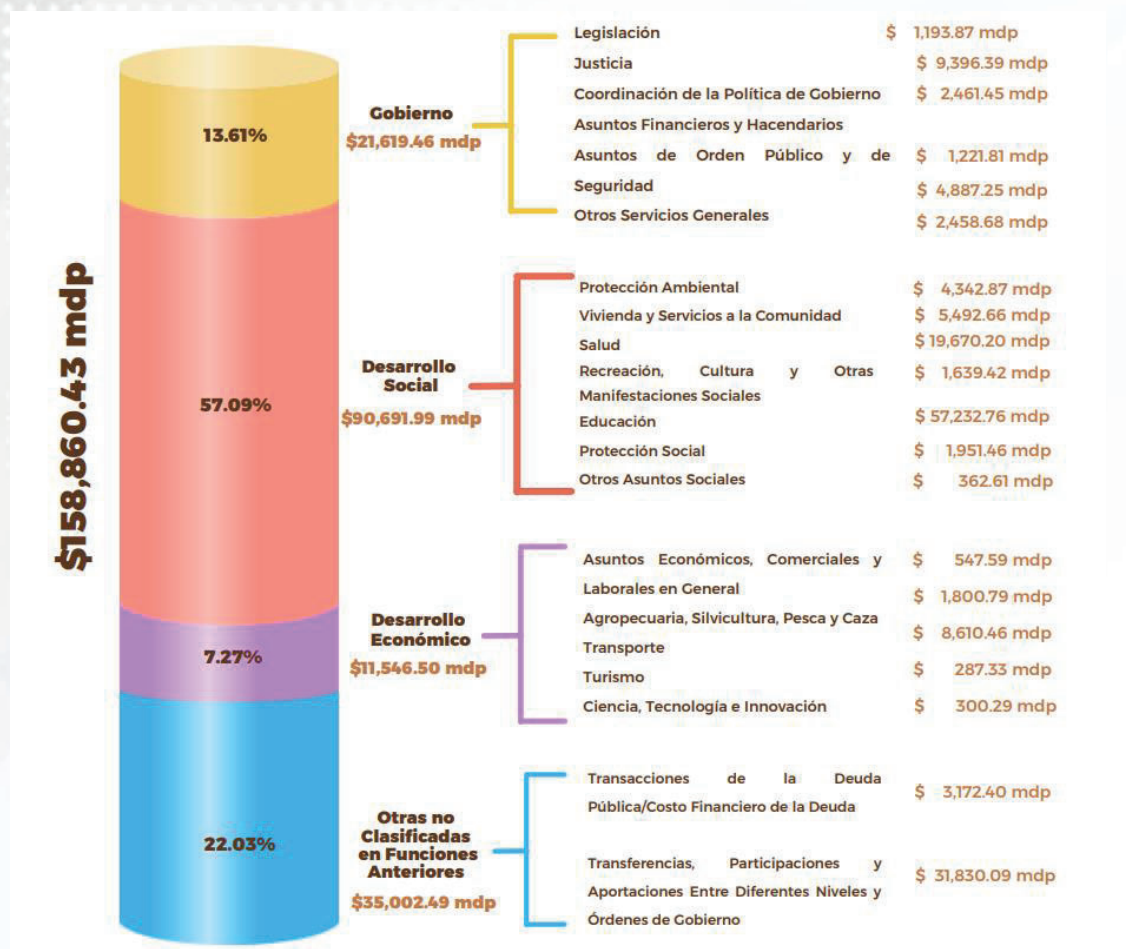 $158,860.43 mdp
13.61%
Gobierno
$21,619.46 mdp
Legislación $ 1,193.87 mdp
Justicia $ 9,396.39 mdp
Coordinación de la Política de Gobierno $ 2,461.45 mdp
Asuntos Financieros y Hacendarios
Asuntos de Orden Público y de $ 1,221.81 mdp
Seguridad $ 4,887.25 mdp
Otros Servicios Generales $ 2,458.68 mdp
57.09%
Desarrollo
Social
$90,691.99 mdp
Protección Ambiental $ 4,342.87 mdp
Vivienda y Servicios a la Comunidad $ 5,492.66 mdp
Salud $ 19,670.20 mdp
Recreación, Cultura y Otras $ 1,639.42 mdp
Manifestaciones Sociales
Educación $ 57,232.76 mdp
Protección Social $ 1,951.46 mdp
Otros Asuntos Sociales $ 362.61 mdp
7.27%
Desarrollo
Económico
$11,546.50 mdp
Asuntos Económicos, Comerciales y $ 547.59 mdp
Laborales en General $ 1,800.79 mdp
Agropecuaria, Silvicultura, Pesca y Caza
Transporte $ 8,610.46 mdp
Turismo $ 287.33 mdp
Ciencia, Tecnología e Innovación $ 300.29 mdp
22.03%
Otras no
Clasificadas
en Funciones
Anteriores
$35,002.49 mdp
Transacciones de la Deuda
Pública/Costo Financiero de la Deuda $ 3,172.40 mdp
Transferencias, Participaciones y
Aportaciones Entre Diferentes Niveles y $ 31,830.09 mdp
Órdenes de Gobierno